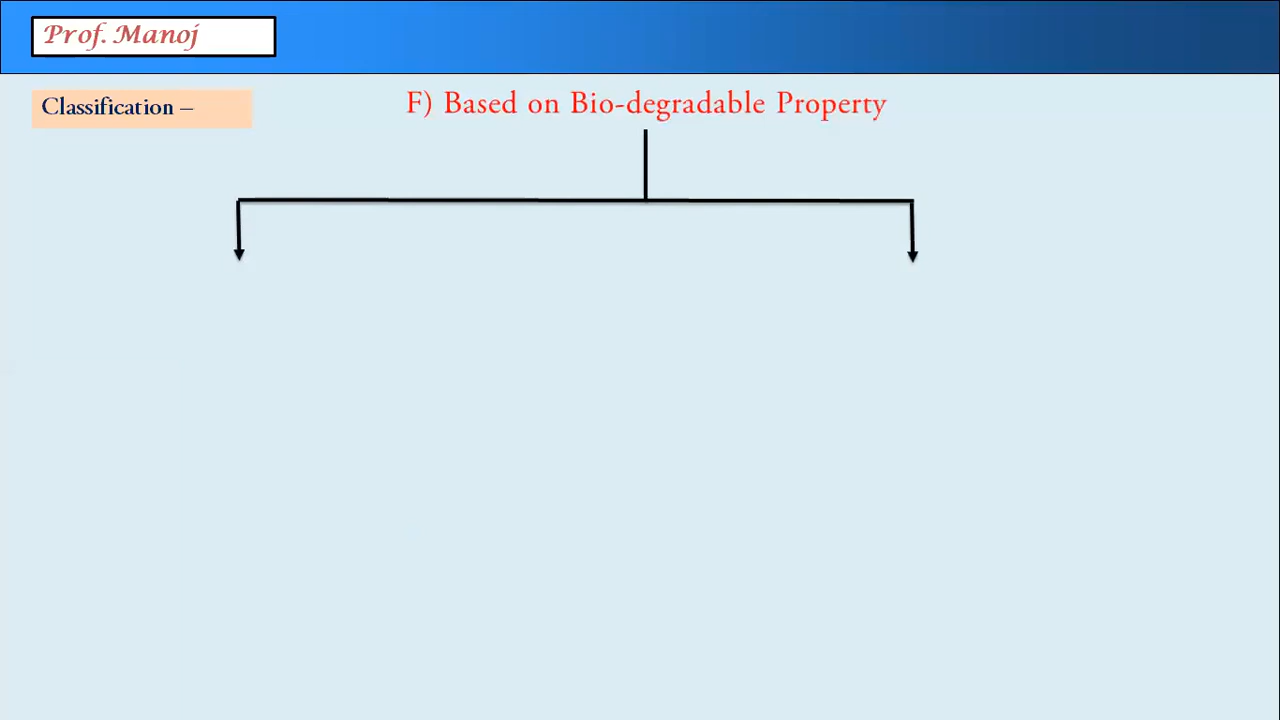 Prof. Manoj
Classification –
F) Based on Bio-degradable Property